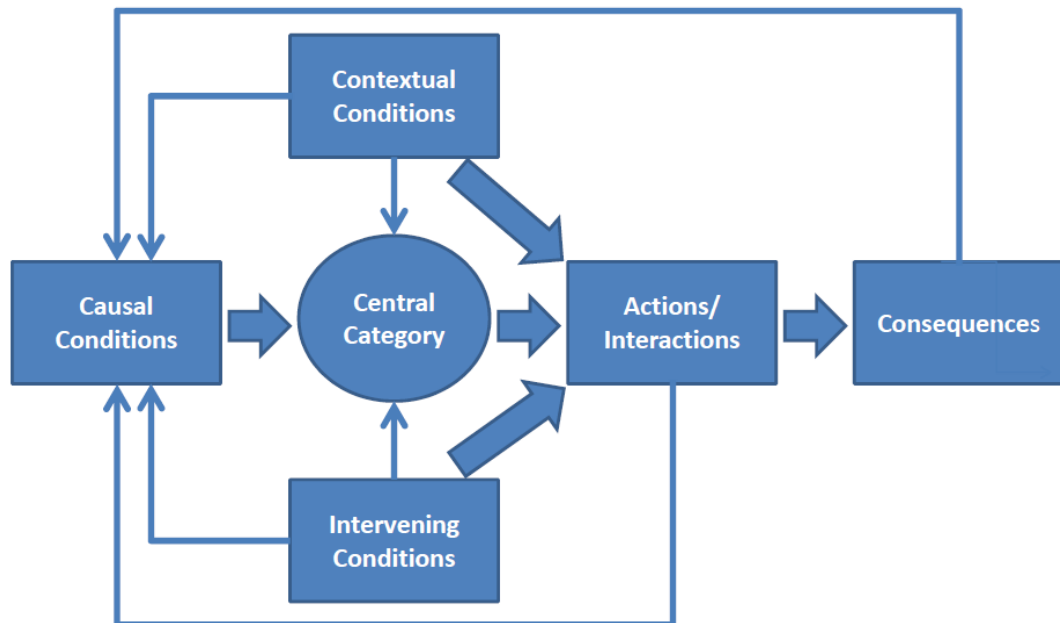 Contextual
Conditions
Causal
Conditions
Central
Category
Actions/
Interactions
Consequences
Intervening
Conditions